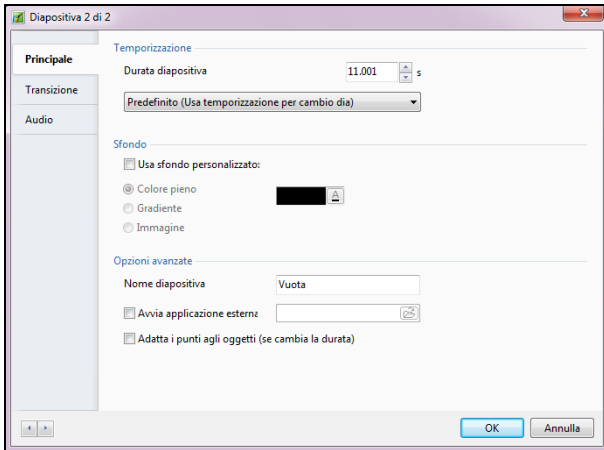 Diapositiva 2 di 2
Principale
Transizione
Audio
Temporizzazione
Durata diapositiva 11.001 s
Predefinito (Usa temporizzazione per cambio dia)
Sfondo
Usa sfondo personalizzato:
Colore pieno A
Gradiente
Immagine
Opzioni avanzate
Nome diapositiva Vuota
Avvia applicazione esterna
Adatta i punti agli oggetti (se cambia la durata)
OK Annulla